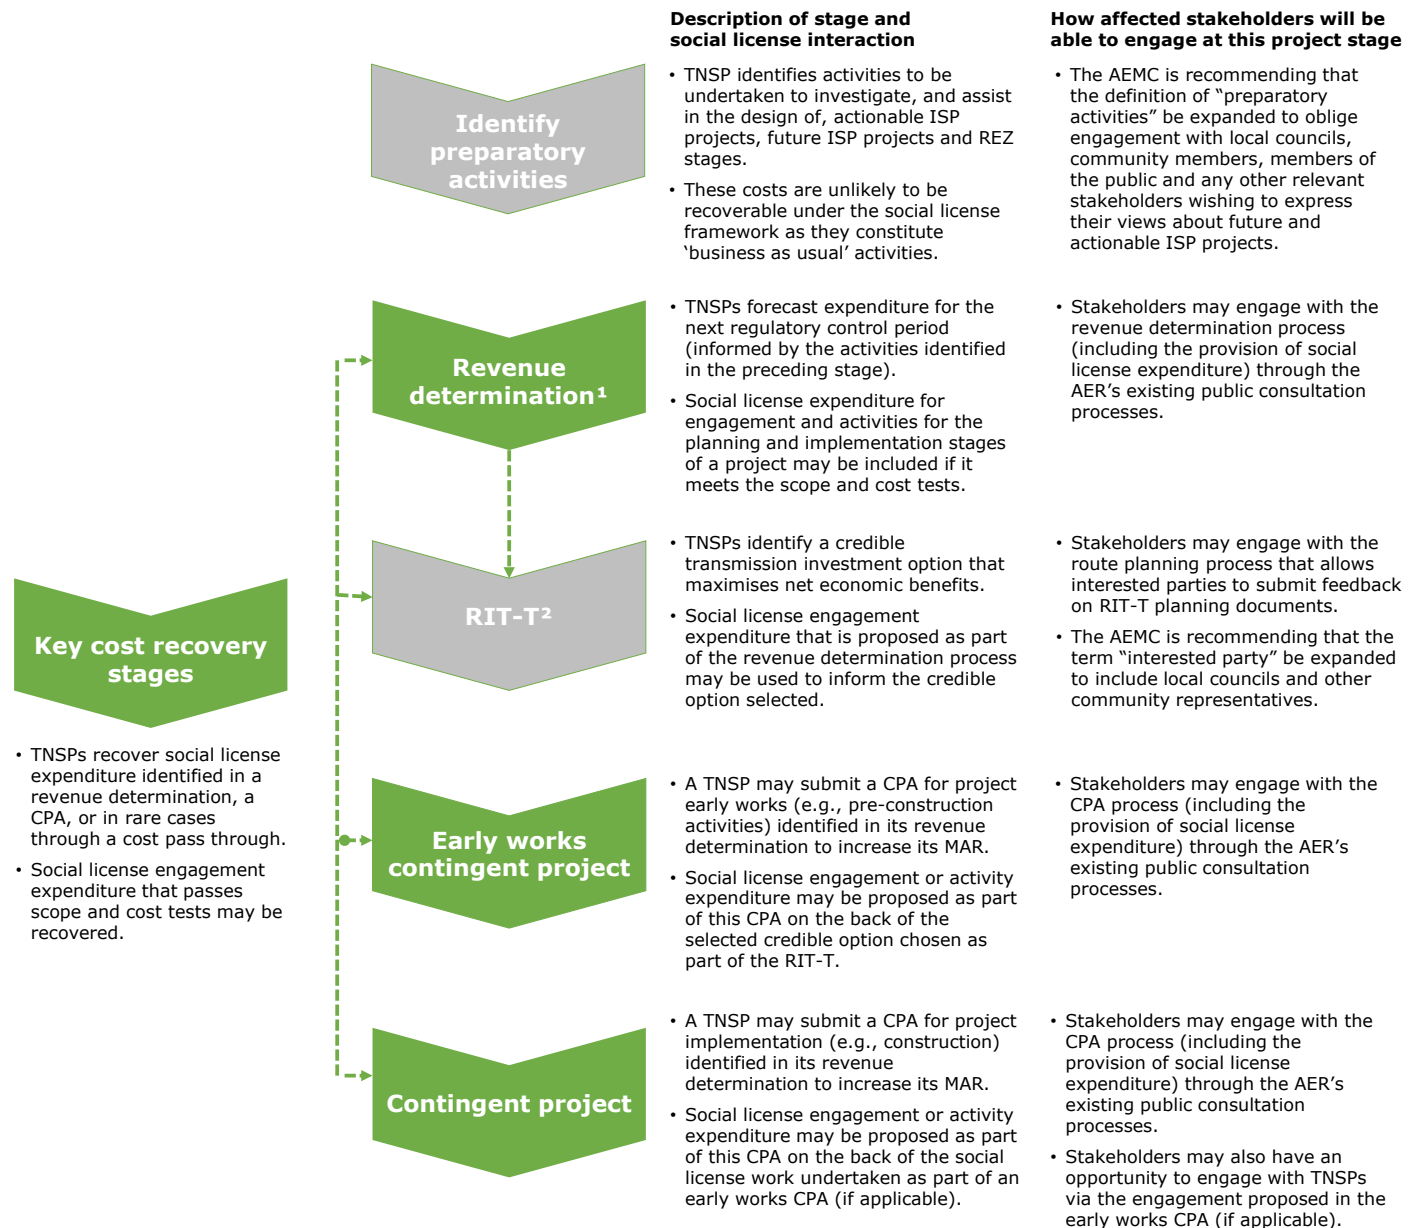 Description of stage and
social license interaction
How affected stakeholders will be
able to engage at this project stage
Identify
preparatory
activities
• TNSP identifies activities to be
undertaken to investigate, and assist
in the design of, actionable ISP
projects, future ISP projects and REZ
stages.
• These costs are unlikely to be
recoverable under the social license
framework as they constitute
‘business as usual’ activities.
• The AEMC is recommending that
the definition of “preparatory
activities” be expanded to oblige
engagement with local councils,
community members, members of
the public and any other relevant
stakeholders wishing to express
their views about future and
actionable ISP projects.
Revenue
determination¹
• TNSPs forecast expenditure for the
next regulatory control period
(informed by the activities identified
in the preceding stage).
• Social license expenditure for
engagement and activities for the
planning and implementation stages
of a project may be included if it
meets the scope and cost tests.
• Stakeholders may engage with the
revenue determination process
(including the provision of social
license expenditure) through the
AER’s existing public consultation
processes.
RIT-T²
• TNSPs identify a credible
transmission investment option that
maximises net economic benefits.
• Social license engagement
expenditure that is proposed as part
of the revenue determination process
may be used to inform the credible
option selected.
• Stakeholders may engage with the
route planning process that allows
interested parties to submit feedback
on RIT-T planning documents.
• The AEMC is recommending that the
term “interested party” be expanded
to include local councils and other
community representatives.
Key cost recovery
stages
• TNSPs recover social license
expenditure identified in a
revenue determination, a
CPA, or in rare cases
through a cost pass through.
• Social license engagement
expenditure that passes
scope and cost tests may be
recovered.
Early works
contingent project
• A TNSP may submit a CPA for project
early works (e.g., pre-construction
activities) identified in its revenue
determination to increase its MAR.
• Social license engagement or activity
expenditure may be proposed as part
of this CPA on the back of the
selected credible option chosen as
part of the RIT-T.
• Stakeholders may engage with the
CPA process (including the
provision of social license
expenditure) through the AER’s
existing public consultation
processes.
Contingent project
• A TNSP may submit a CPA for project
implementation (e.g., construction)
identified in its revenue
determination to increase its MAR.
• Social license engagement or activity
expenditure may be proposed as part
of this CPA on the back of the social
license work undertaken as part of an
early works CPA (if applicable).
• Stakeholders may engage with the
CPA process (including the
provision of social license
expenditure) through the AER’s
existing public consultation
processes.
• Stakeholders may also have an
opportunity to engage with TNSPs
via the engagement proposed in the
early works CPA (if applicable).